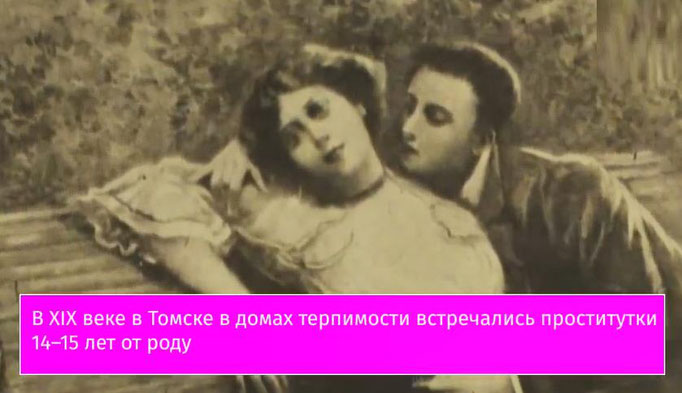 В XIX веке в Томске в домах терпимости встречались проститутки
14–15 лет от роду